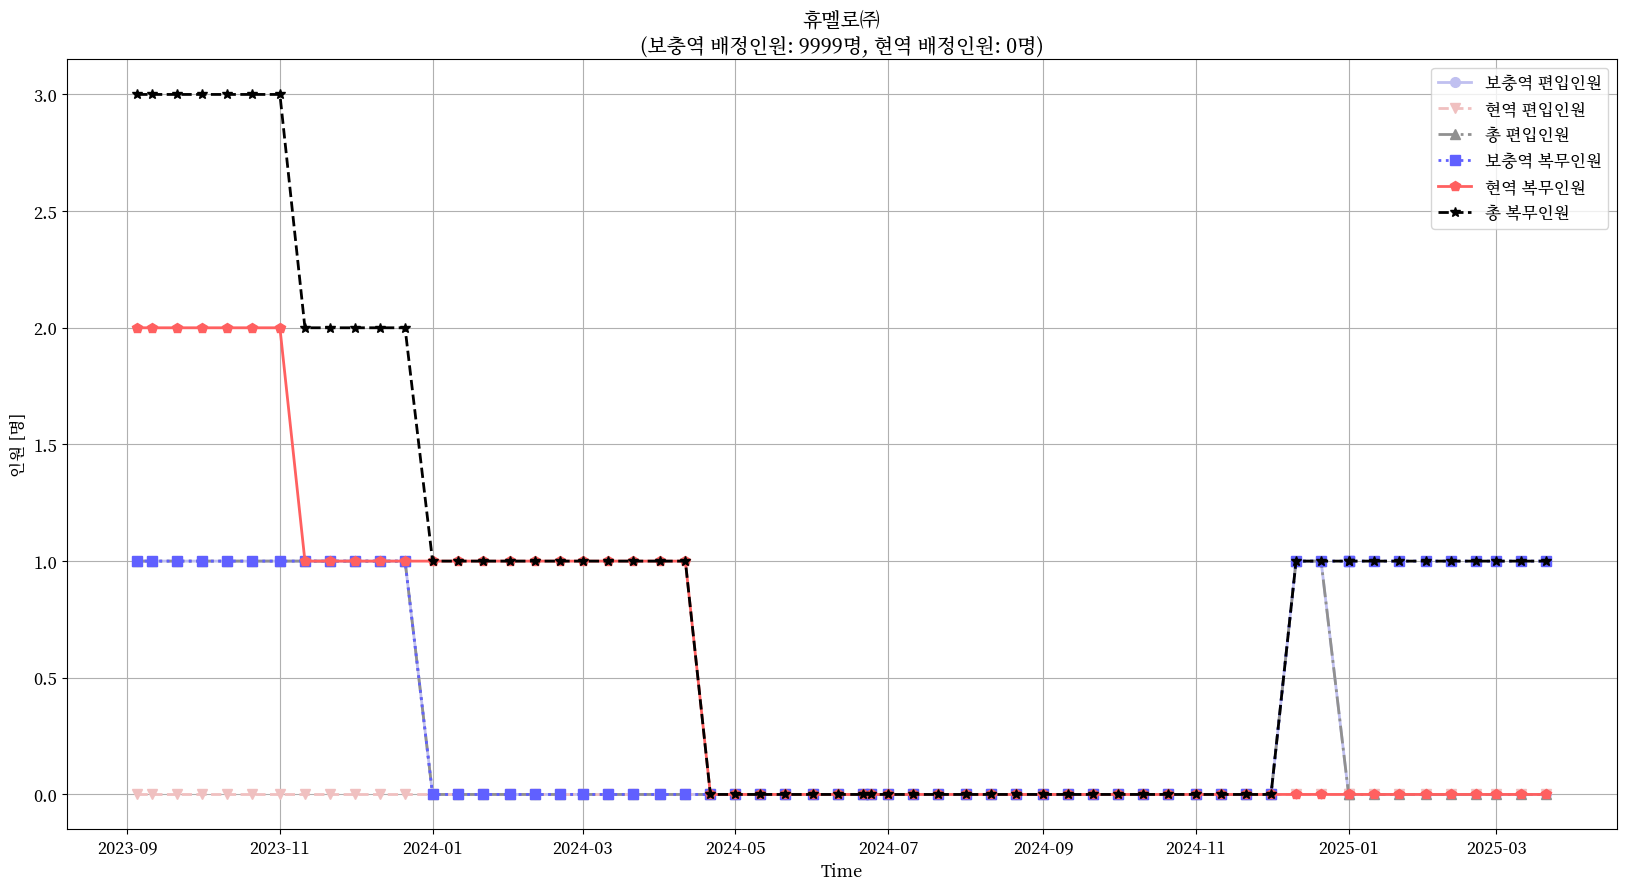 휴멜로㈜
(보충역 배정인원: 9999명, 현역 배정인원: 0명)
보충역 편입인원
현역 편입인원
총 편입인원
보충역 복무인원
현역 복무인원
총 복무인원
인원 [명]
3.0
2.5
2.0
1.5
1.0
0.5
0.0
2023-09
2023-11
2024-01
2024-03
2024-05
2024-07
2024-09
2024-11
2025-01
2025-03
Time